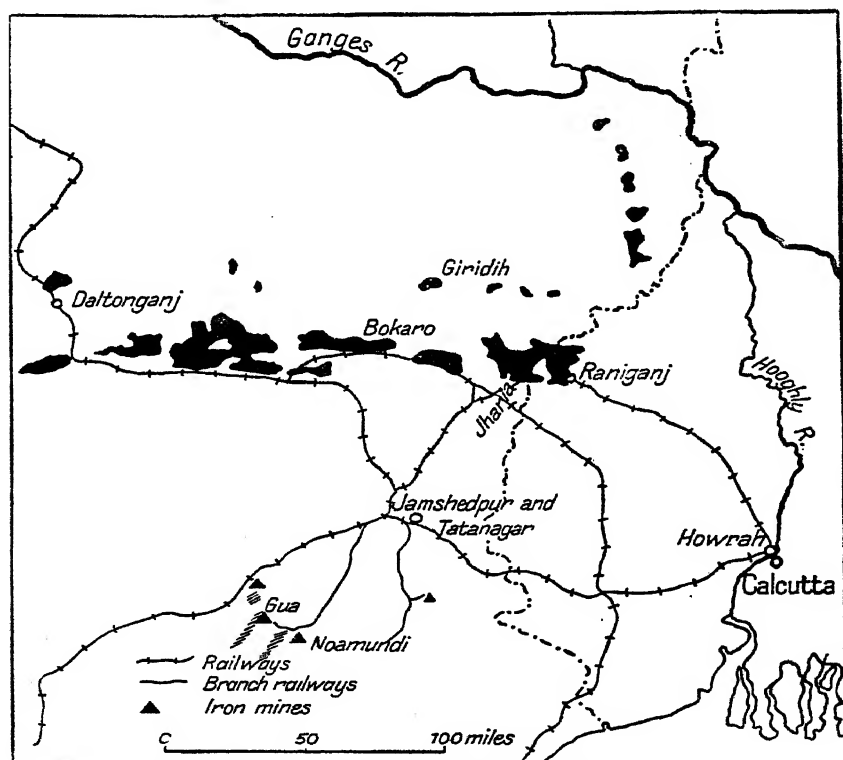 Ganges R.
Giridih
Daltonganj
Bokaro
Raniganj
Jharia
Hooghly R.
Jamshedpur and
Tatanagar
Howrah
Calcutta
Gua
Noamundi
Railways
Branch railways
Iron mines
0 50 100 miles